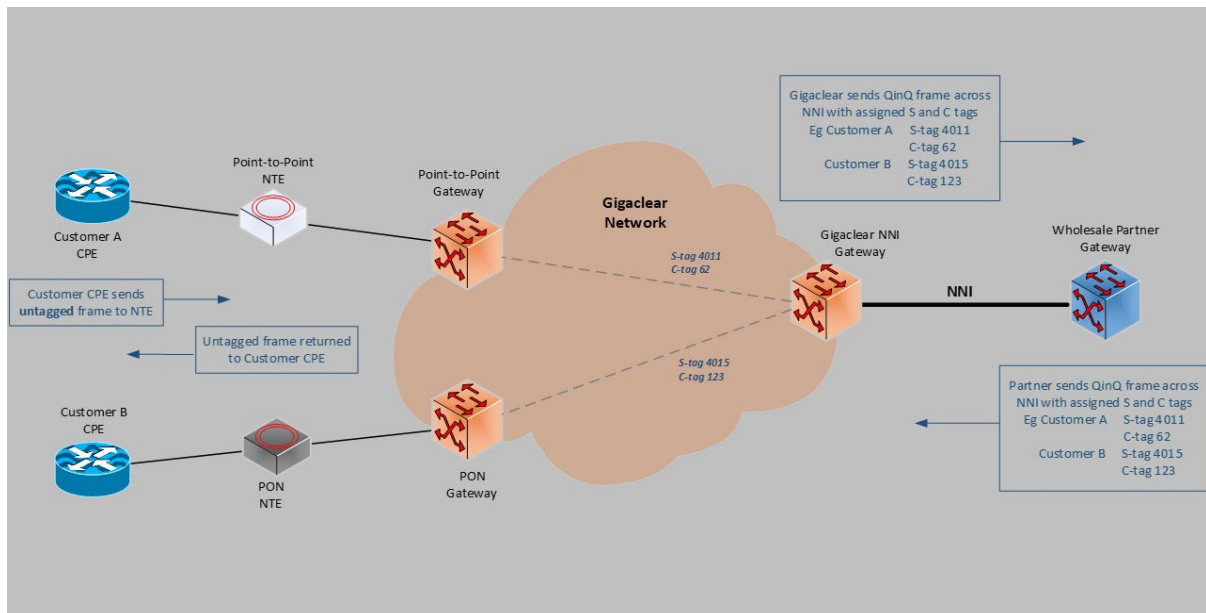 Gigaclear sends QinQ frame across
NNI with assigned S and C tags
Eg Customer A S-tag 4011
C-tag 62
Customer B S-tag 4015
C-tag 123
Point-to-Point
NTE
Point-to-Point
Gateway
Customer A
CPE
Gigaclear
Network
Gigaclear NNI
Gateway
Wholesale Partner
Gateway
S-tag 4011
C-tag 62
NNI
Customer CPE sends
untagged frame to NTE
Untagged frame returned
to Customer CPE
S-tag 4015
C-tag 123
Partner sends QinQ frame across
NNI with assigned S and C tags
Eg Customer A S-tag 4011
C-tag 62
Customer B S-tag 4015
C-tag 123
Customer B
CPE
PON
NTE
PON
Gateway